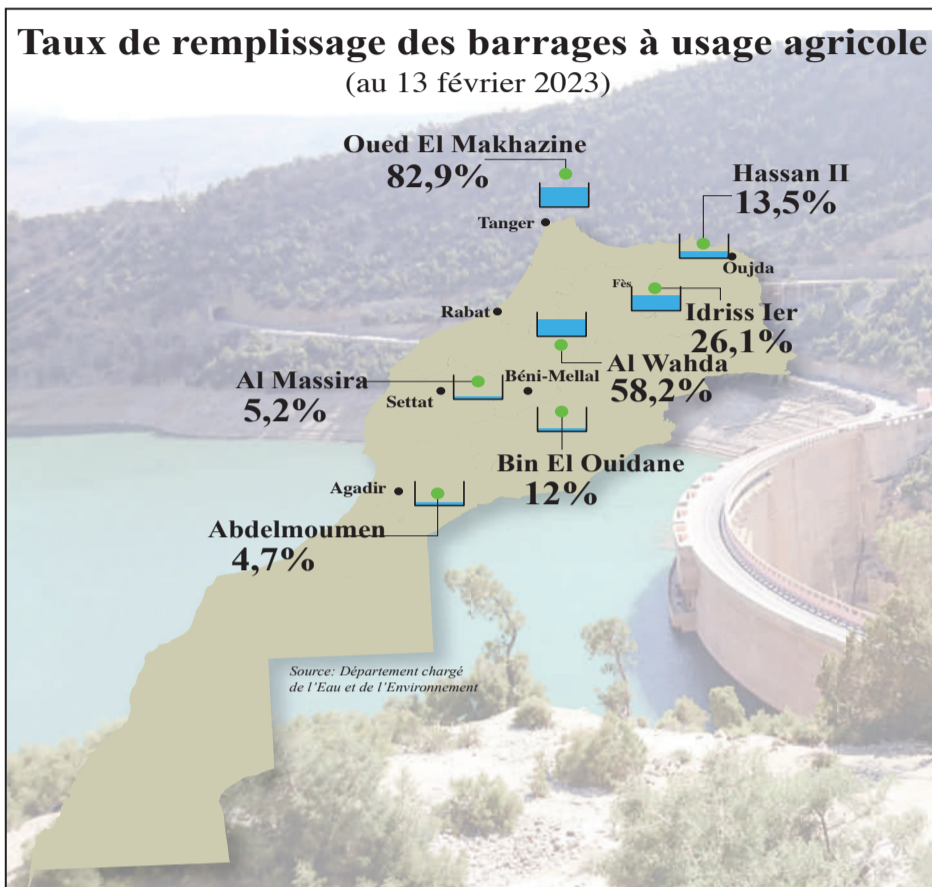 Taux de remplissage des barrages à usage agricole
(au 13 février 2023)
Oued El Makhazine
82,9%
Hassan II
13,5%
Tanger
Oujda
Fès
Idriss Ier
26,1%
Rabat
Al Wahda
58,2%
Al Massira
5,2%
Béni-Mellal
Settat
Bin El Ouidane
12%
Agadir
Abdelmoumen
4,7%
Source: Département chargé
de l'Eau et de l'Environnement